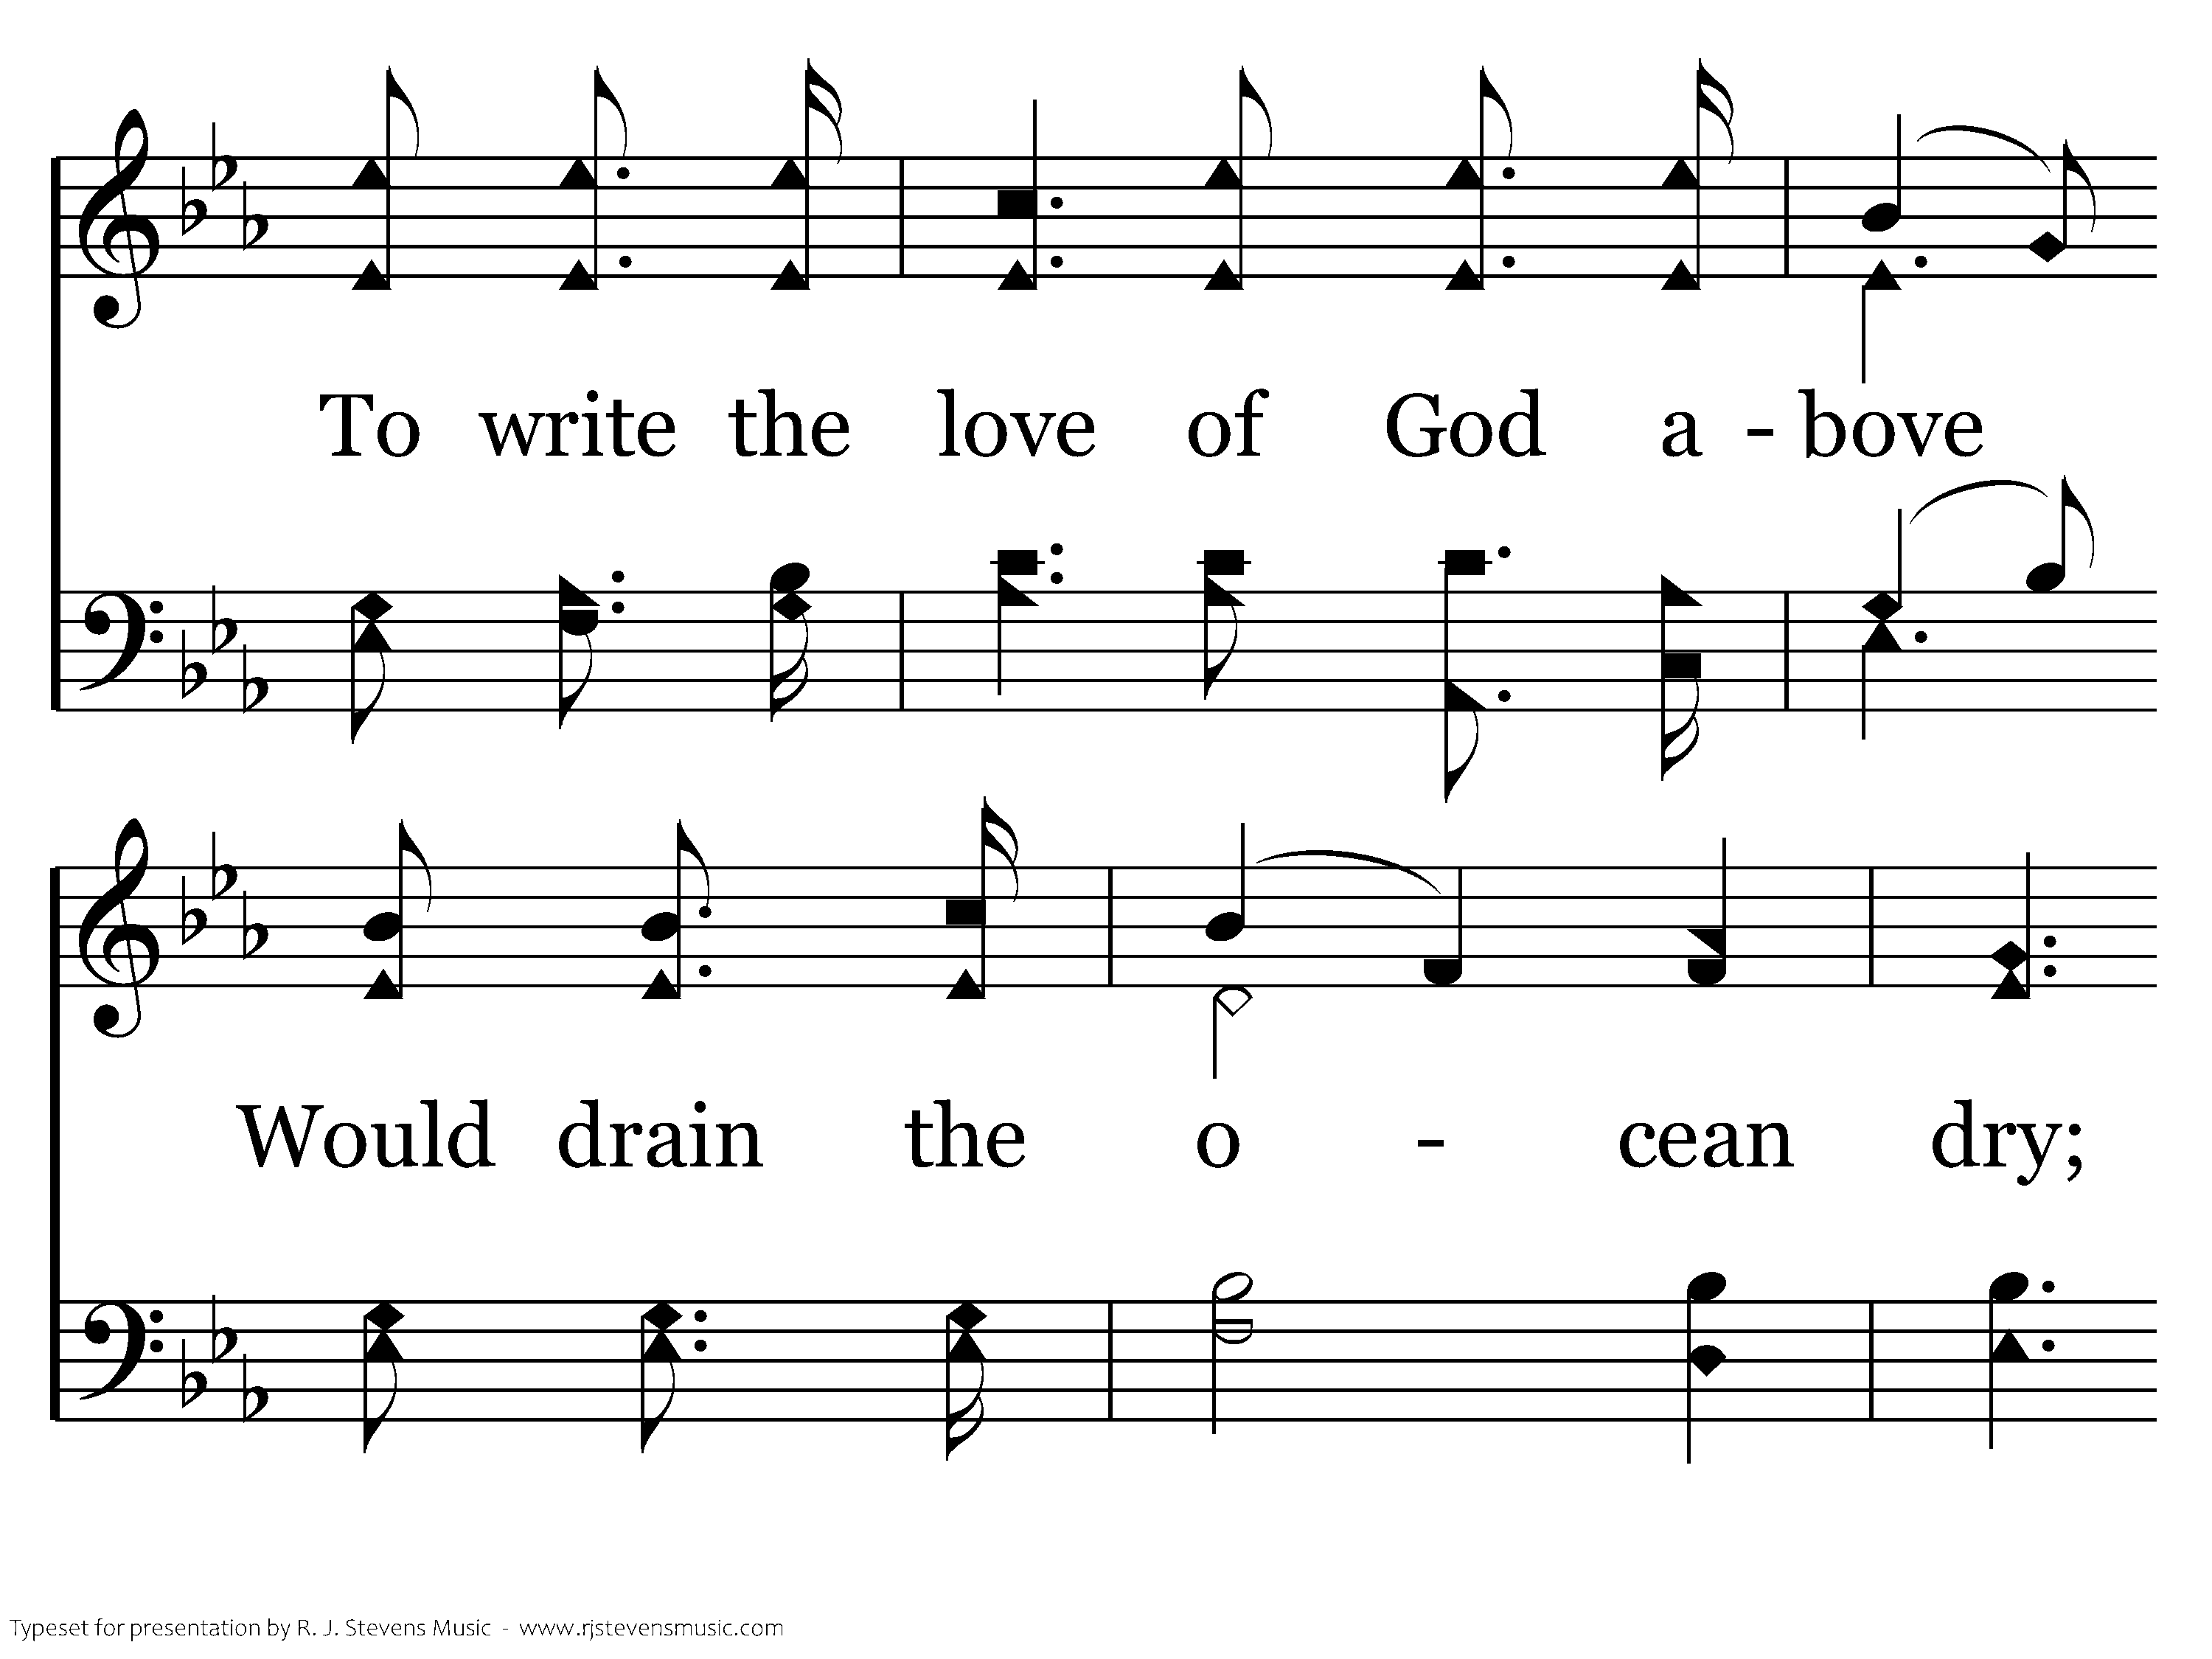 To write the love of God a - bove
Would drain the o - cean dry;
Typeset for presentation by R. J. Stevens Music - www.rjstevensmusic.com